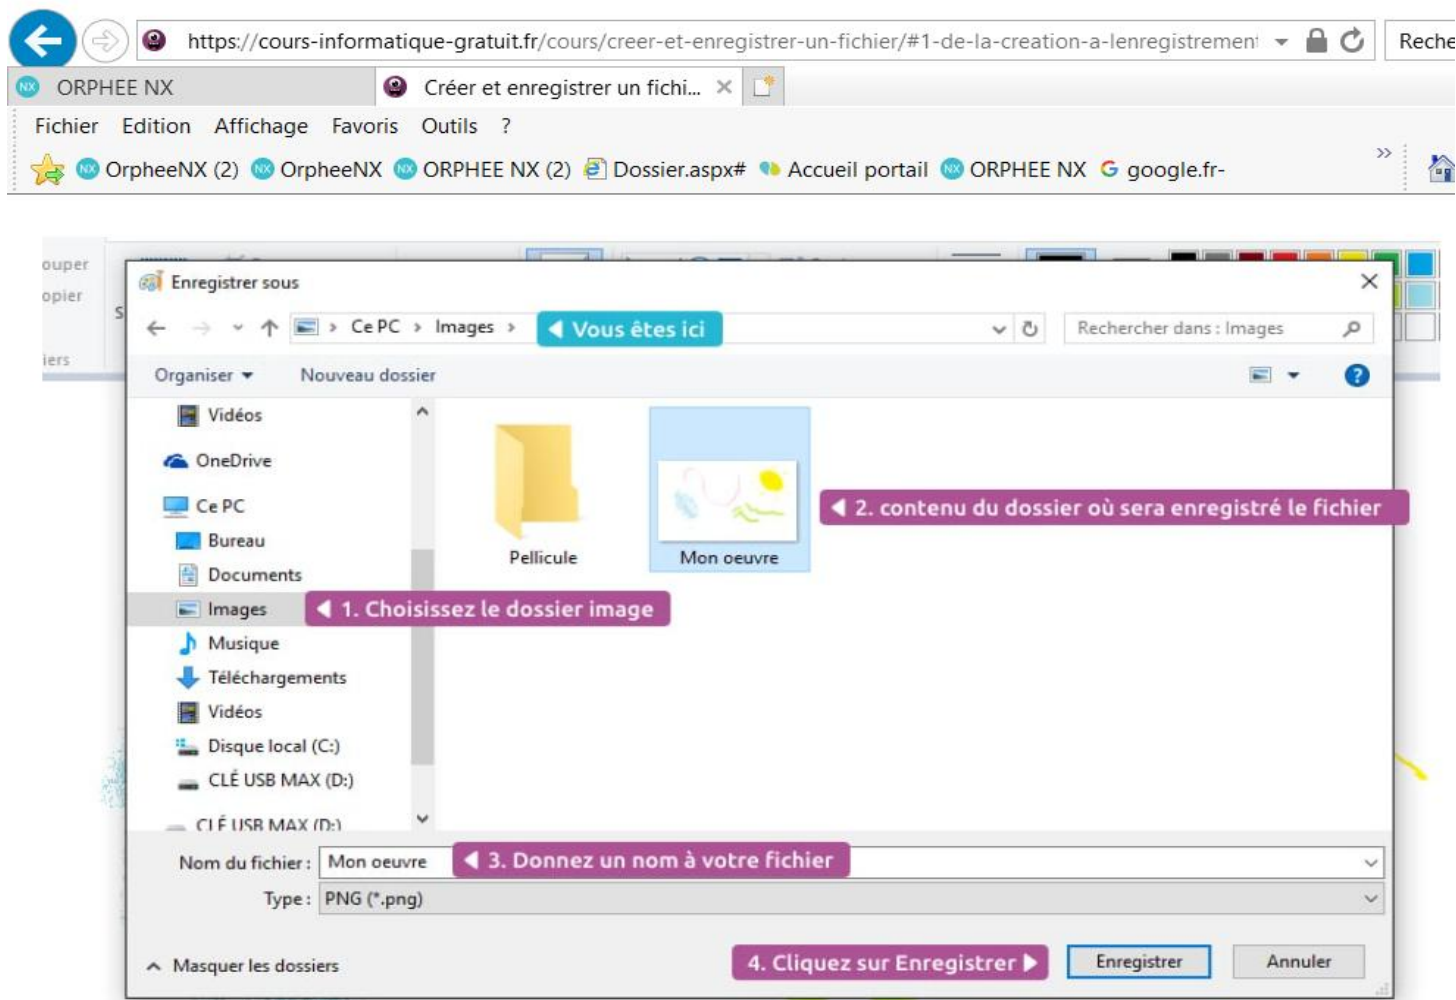 https://cours-informatique-gratuit.fr/cours/creer-et-enregistrer-un-fichier/#1-de-la-creation-a-lenregistremen
Reche
ORPHEE NX
Créer et enregistrer un fichi...
Fichier Edition Affichage Favoris Outils ?
OrpheeNX (2) OrpheeNX ORPHEE NX (2) Dossier.aspx# Accueil portail ORPHEE NX google.fr-
ouper
opier
iers
Enregistrer sous
Ce PC > Images >
Vous êtes ici
Rechercher dans : Images
Organiser
Nouveau dossier
Vidéos
OneDrive
Ce PC
Bureau
Documents
Images
Musique
Téléchargements
Vidéos
Disque local (C:)
CLÉ USB MAX (D:)
CLÉ USB MAX (D:)
Pellicule
Mon oeuvre
2. contenu du dossier où sera enregistré le fichier
1. Choisissez le dossier image
Nom du fichier : Mon oeuvre
3. Donnez un nom à votre fichier
Type : PNG (*.png)
Masquer les dossiers
4. Cliquez sur Enregistrer
Enregistrer
Annuler